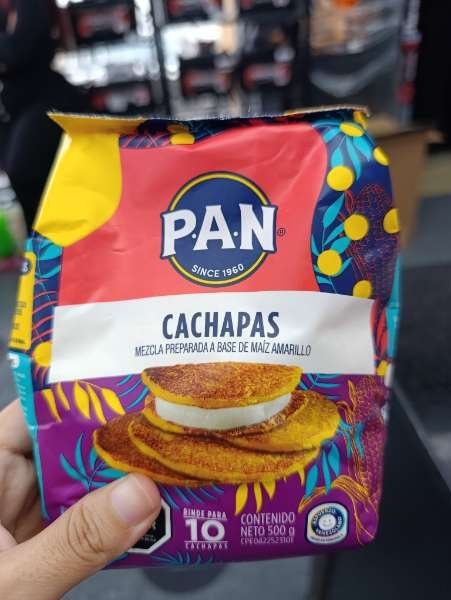 P.A.N®
SINCE 1960
CACHAPAS
MEZCLA PREPARADA A BASE DE MAÍZ AMARILLO
RINDE PARA
10
CACHAPAS
CONTENIDO
NETO 500 g